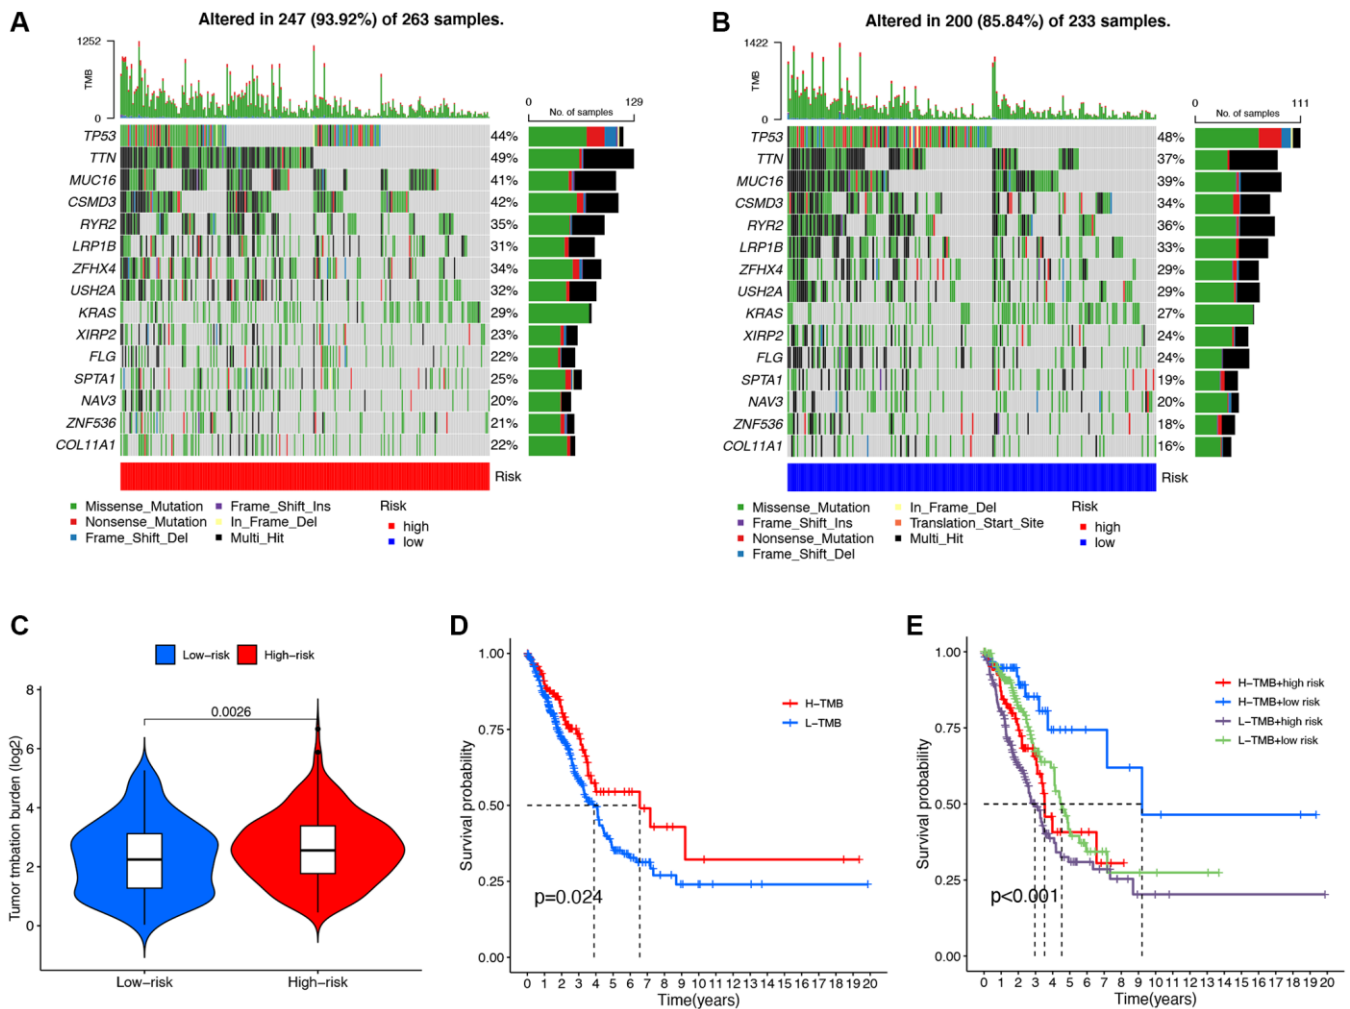 A
Altered in 247 (93.92%) of 263 samples.
1252
0
TMB
0 129
No. of samples
TP53 44%
TTN 49%
MUC16 41%
CSMD3 42%
RYR2 35%
LRP1B 31%
ZFHX4 34%
USH2A 32%
KRAS 29%
XIRP2 23%
FLG 22%
SPTA1 25%
NAV3 20%
ZNF536 21%
COL11A1 22%
Risk
Missense_Mutation Frame_Shift_Ins Risk
Nonsense_Mutation In_Frame_Del high
Frame_Shift_Del Multi_Hit low
B
Altered in 200 (85.84%) of 233 samples.
1422
0
TMB
0 111
No. of samples
TP53 48%
TTN 37%
MUC16 39%
CSMD3 34%
RYR2 36%
LRP1B 33%
ZFHX4 29%
USH2A 29%
KRAS 27%
XIRP2 24%
FLG 24%
SPTA1 19%
NAV3 20%
ZNF536 18%
COL11A1 16%
Risk
Missense_Mutation In_Frame_Del Risk
Frame_Shift_Ins Translation_Start_Site high
Nonsense_Mutation Multi_Hit low
Frame_Shift_Del
C
Low-risk High-risk
8
6
4
2
0
Tumor tmbation burden (log2)
0.0026
Low-risk High-risk
D
1.00
0.75
0.50
0.25
0.00
Survival probability
H-TMB
L-TMB
p=0.024
0 1 2 3 4 5 6 7 8 9 10 11 12 13 14 15 16 17 18 19 20
Time(years)
E
1.00
0.75
0.50
0.25
0.00
Survival probability
H-TMB+high risk
H-TMB+low risk
L-TMB+high risk
L-TMB+low risk
p<0.001
0 1 2 3 4 5 6 7 8 9 10 11 12 13 14 15 16 17 18 19 20
Time(years)